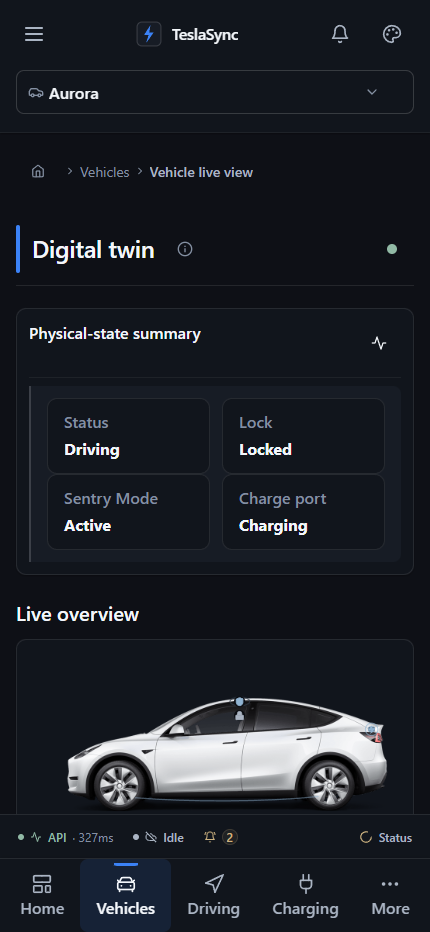 TeslaSync
Aurora
Vehicles
Vehicle live view
Digital twin
Physical-state summary
Status
Driving
Lock
Locked
Sentry Mode
Active
Charge port
Charging
Live overview
API · 327ms
Idle
2
Status
Home
Vehicles
Driving
Charging
More